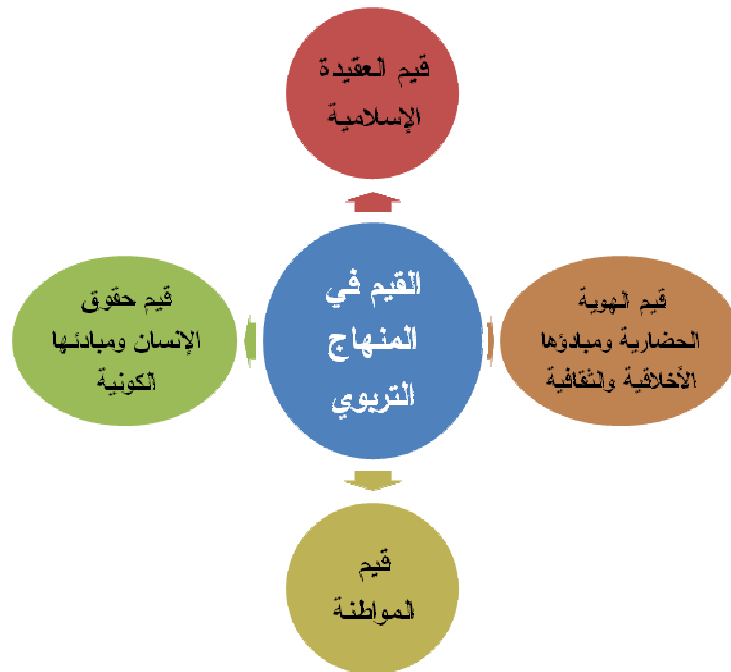 قيم العقيدة
الإسلامية
قيم الهوية
الحضارية ومبادؤها
الأخلاقية والثقافية
القيم في
المنهاج
التربوي
قيم حقوق
الإنسان ومبادئها
الكونية
قيم
المواطنة